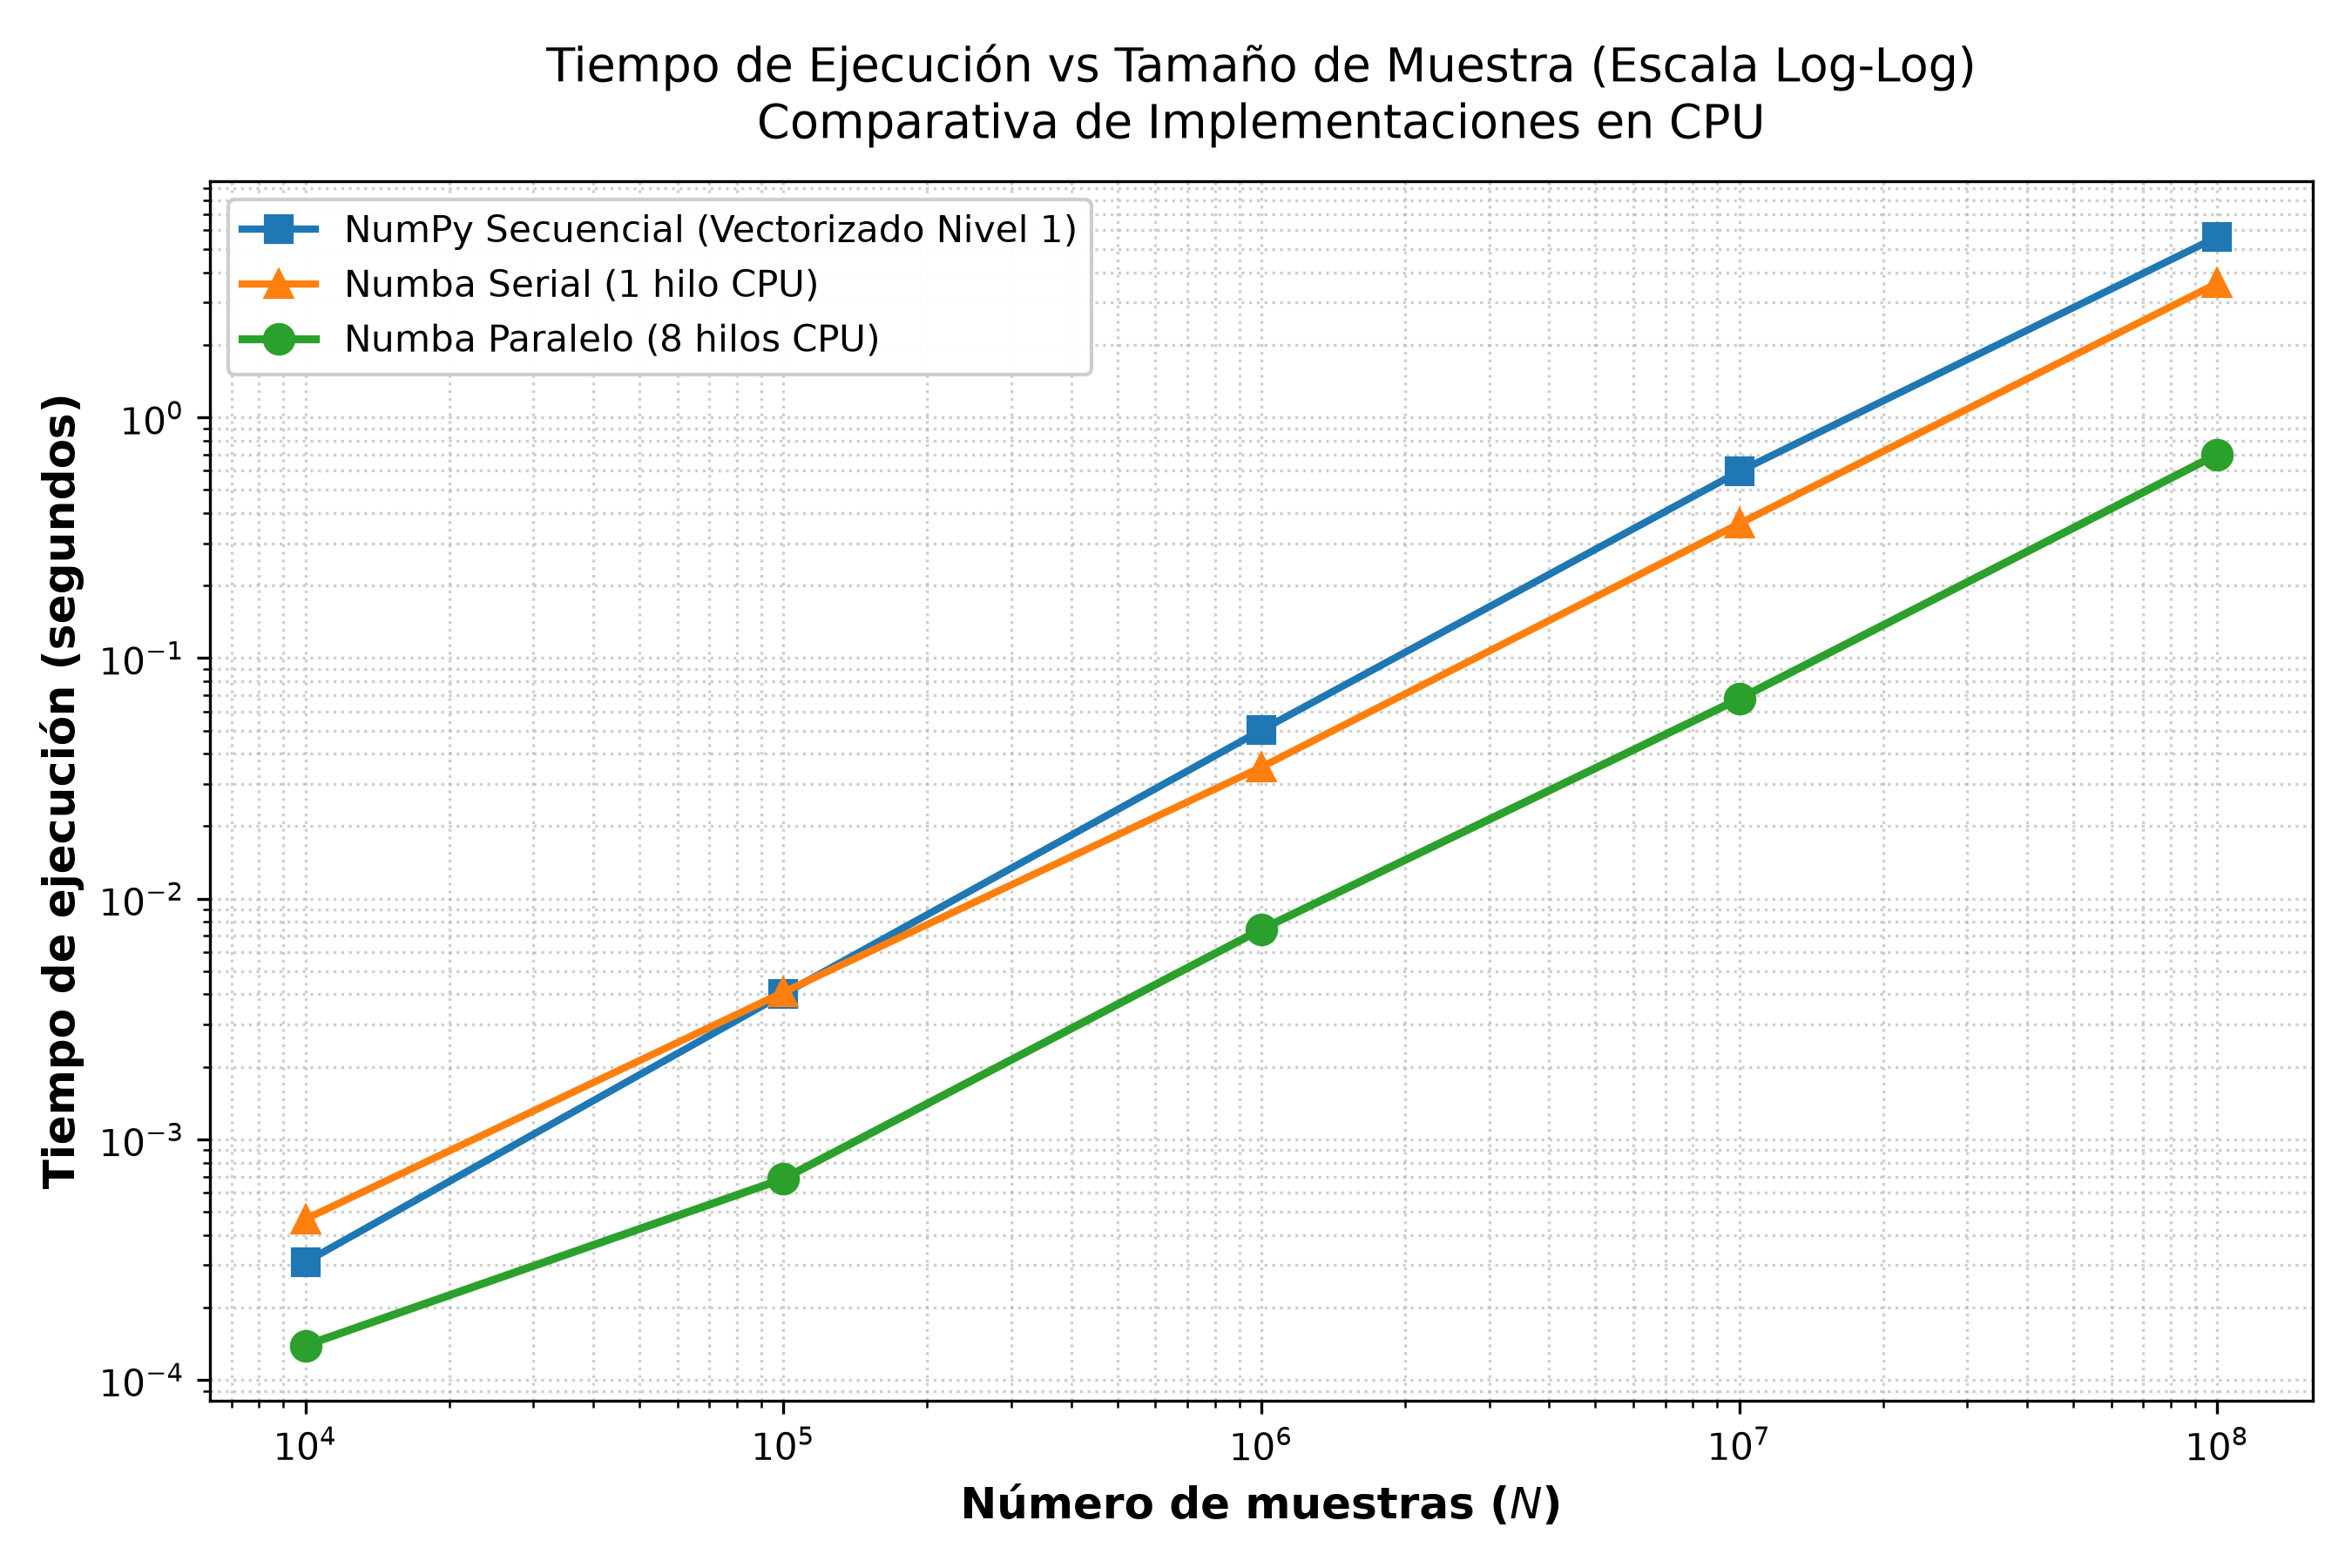 Tiempo de Ejecución vs Tamaño de Muestra (Escala Log-Log)
Comparativa de Implementaciones en CPU
NumPy Secuencial (Vectorizado Nivel 1)
Numba Serial (1 hilo CPU)
Numba Paralelo (8 hilos CPU)
Tiempo de ejecución (segundos)
10⁰
10⁻¹
10⁻²
10⁻³
10⁻⁴
10⁴ 10⁵ 10⁶ 10⁷ 10⁸
Número de muestras (N)